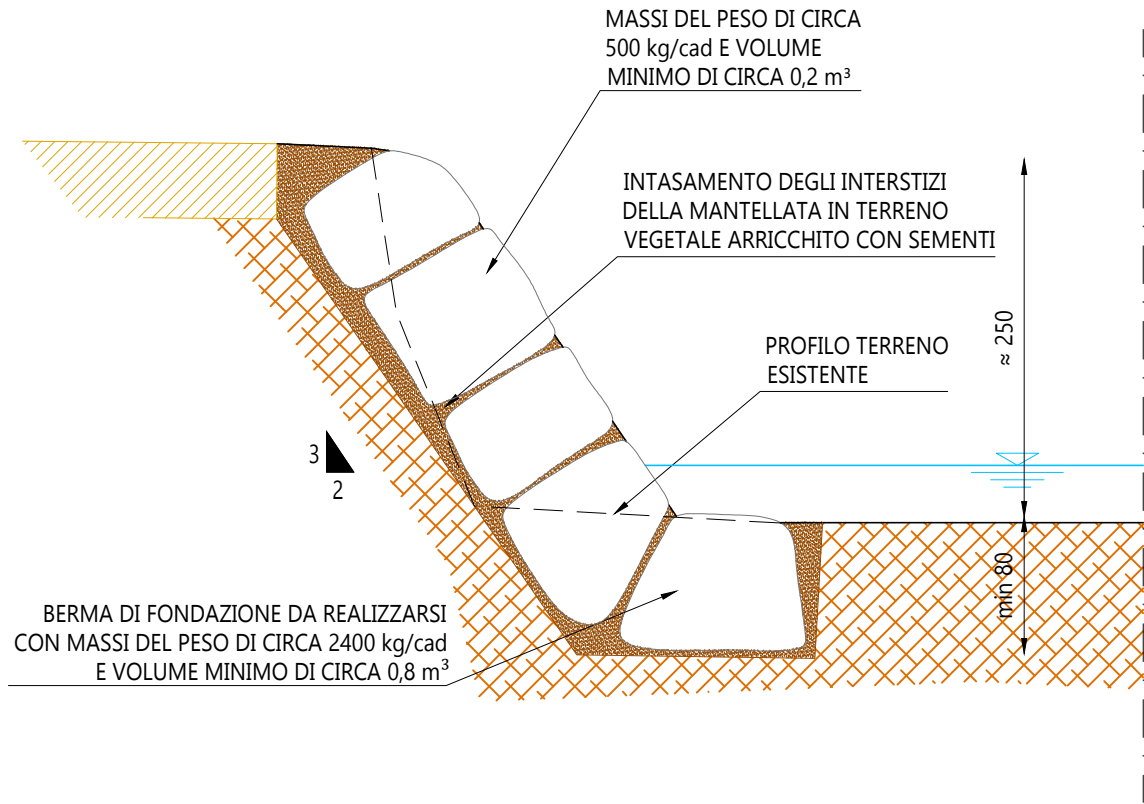 MASSI DEL PESO DI CIRCA
500 kg/cad E VOLUME
MINIMO DI CIRCA 0,2 m³
INTASAMENTO DEGLI INTERSTIZI
DELLA MANTELLATA IN TERRENO
VEGETALE ARRICCHITO CON SEMENTI
PROFILO TERRENO
ESISTENTE
≈ 250
3
2
min 80
BERMA DI FONDAZIONE DA REALIZZARSI
CON MASSI DEL PESO DI CIRCA 2400 kg/cad
E VOLUME MINIMO DI CIRCA 0,8 m³